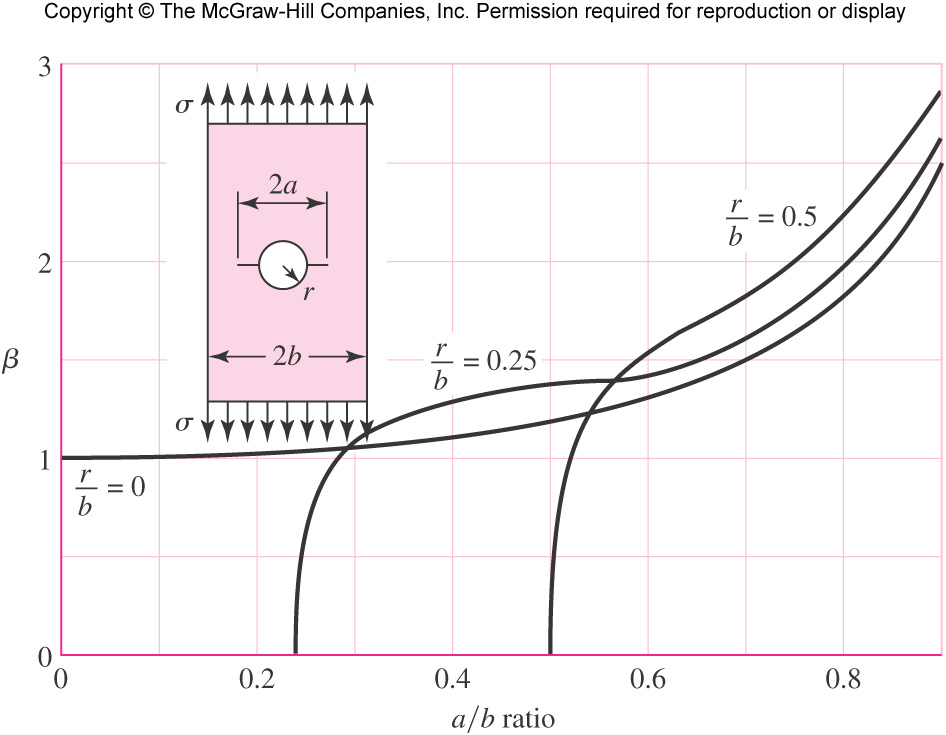 Copyright © The McGraw-Hill Companies, Inc. Permission required for reproduction or display
3
σ
2a
r/b = 0.5
2
r
r/b = 0.25
β
2b
σ
1
r/b = 0
0
0 0.2 0.4 0.6 0.8
a/b ratio